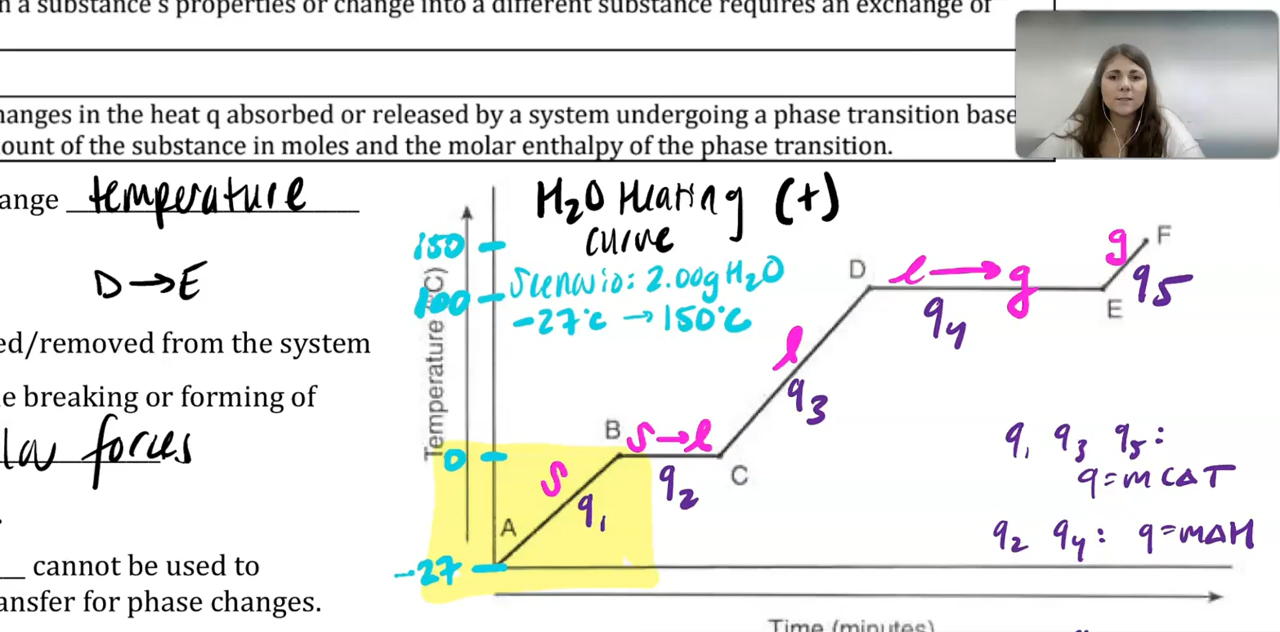 a substance's properties or change into a different substance requires an exchange of
hanges in the heat q absorbed or released by a system undergoing a phase transition base
ount of the substance in moles and the molar enthalpy of the phase transition.
ange temperature
D→E
ed/removed from the system
e breaking or forming of
lar forces
cannot be used to
ansfer for phase changes.
H₂O Heating (+)
curve
Scenario: 2.00g H₂O
-27°C → 150°C
150
100
0
-27
Temperature (°C)
A
B
C
D
E
F
s
q₁
s→l
q₂
l
q₃
l→g
q₄
g
q₅
q₁ q₃ q₅:
q=mCΔT
q₂ q₄: q=mΔH
Time (minutes)